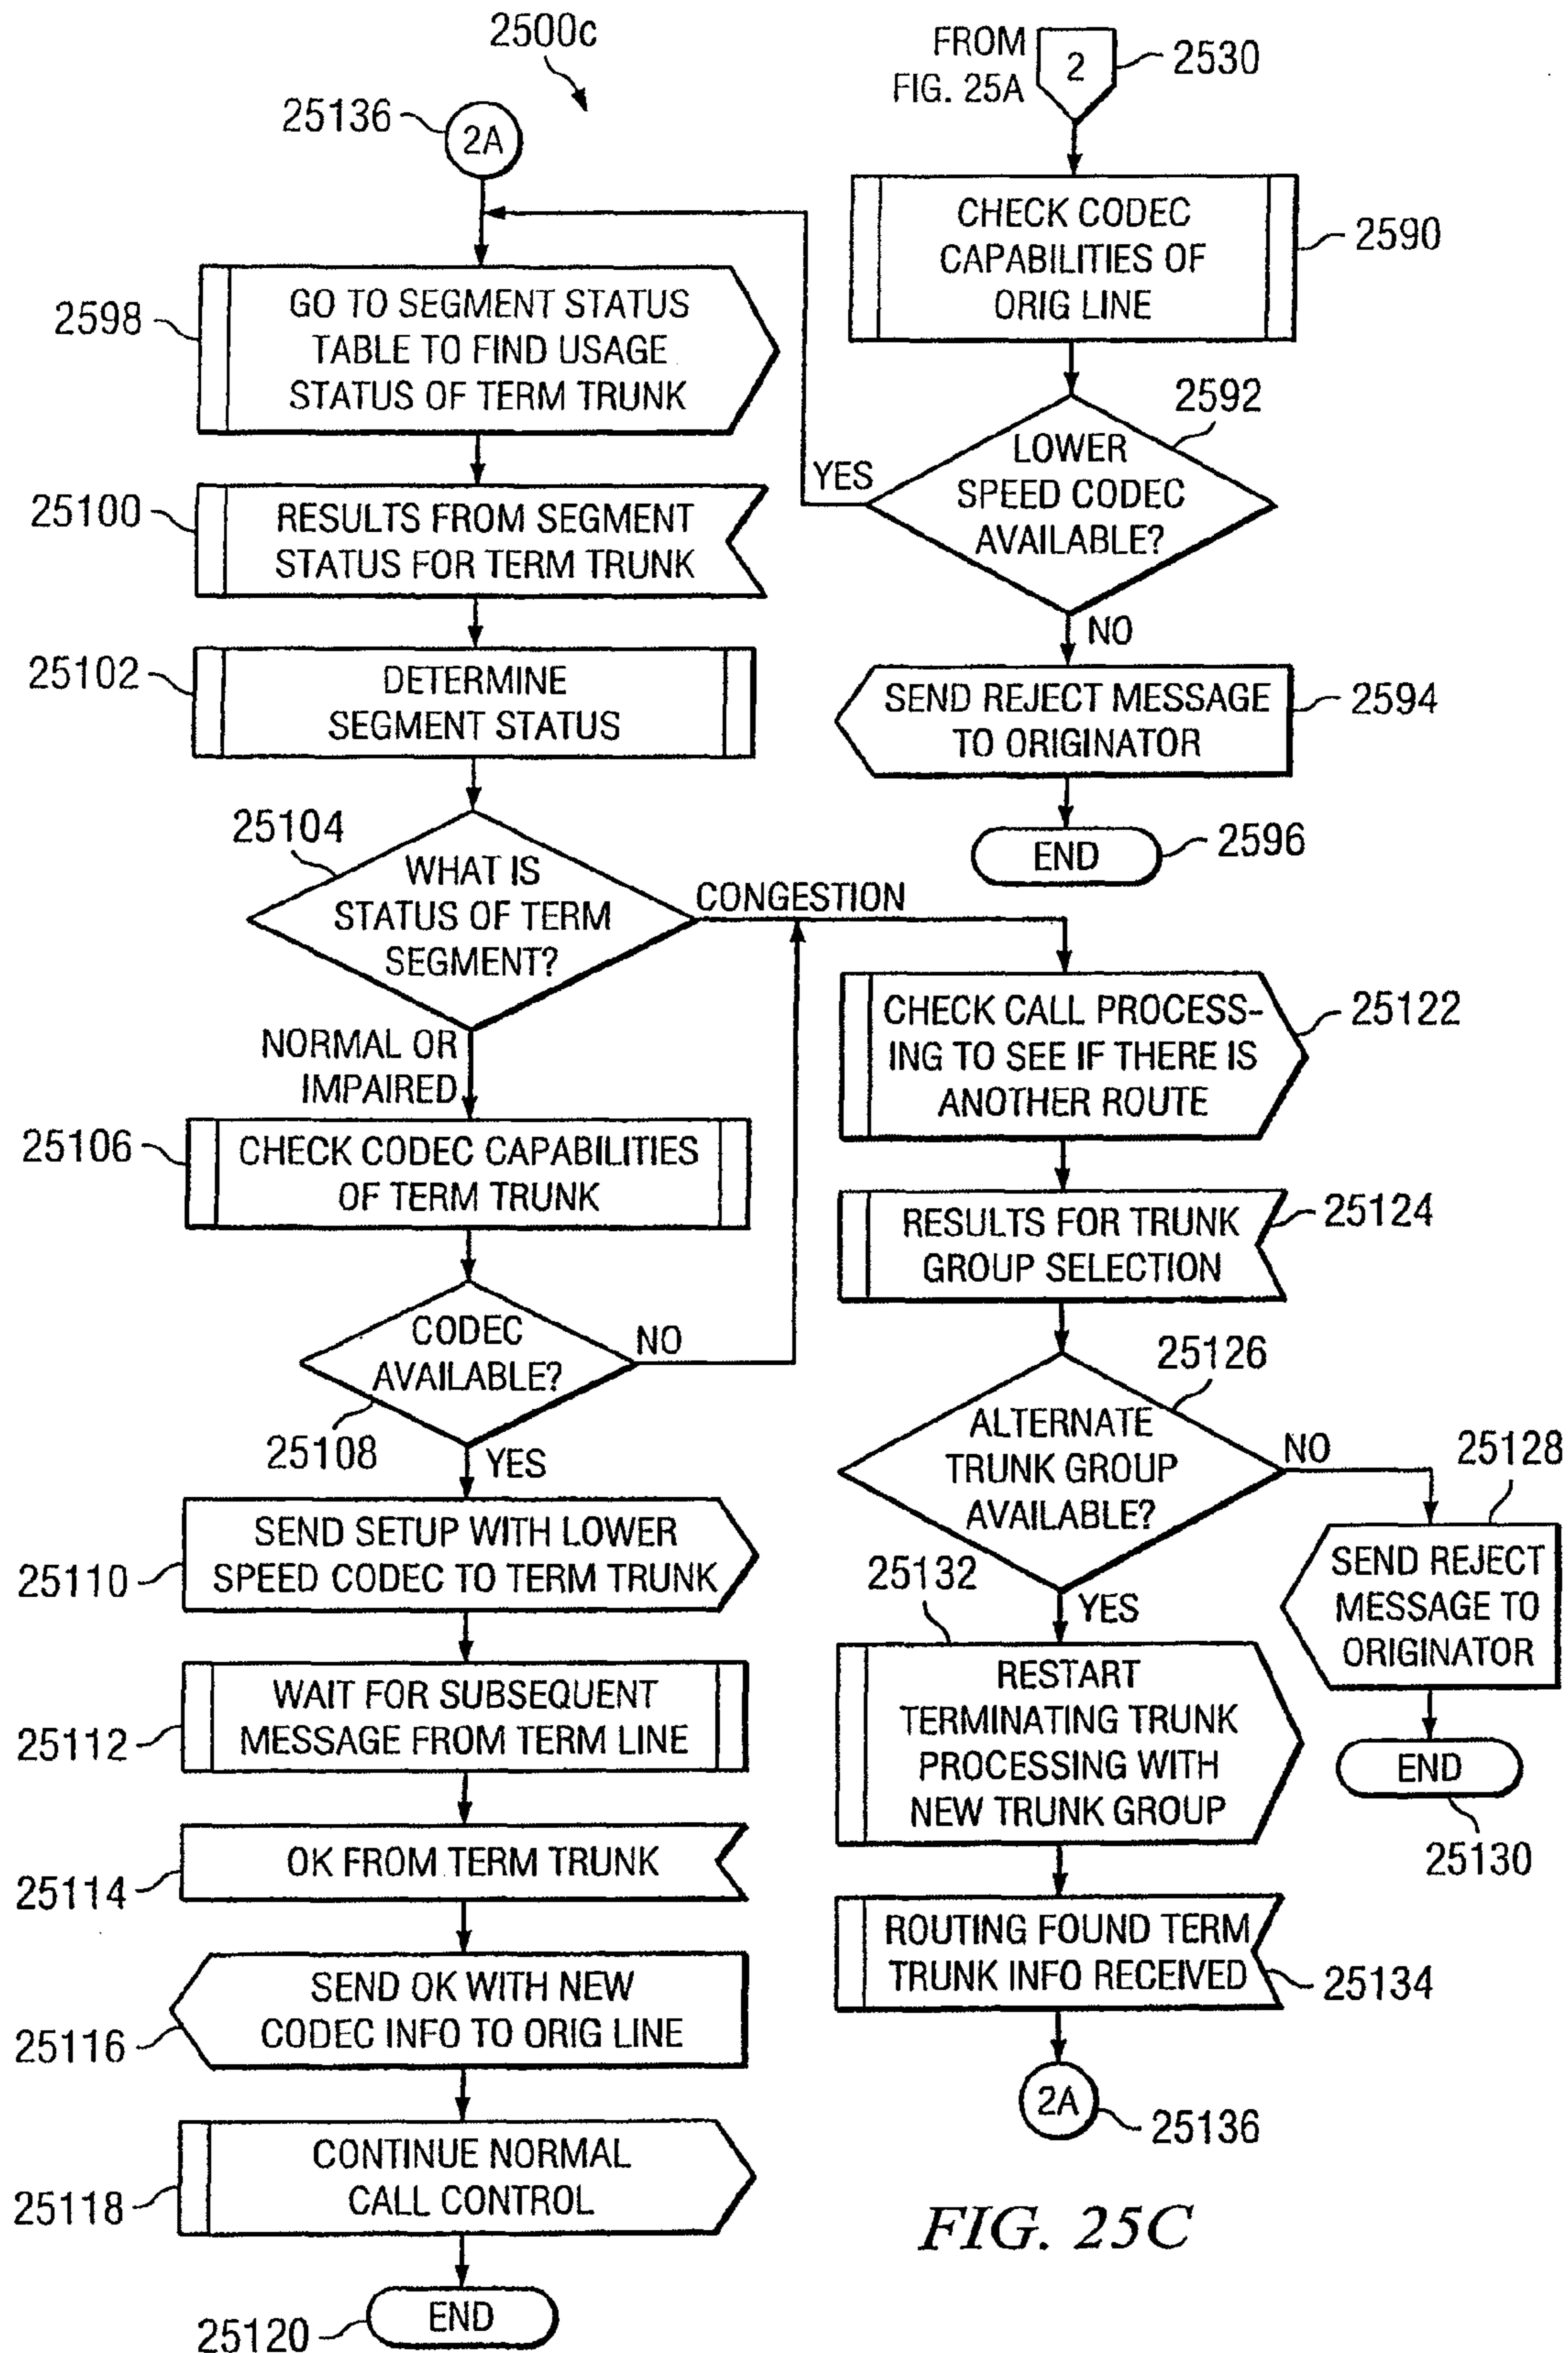 2500c
25136
2A
FROM
FIG. 25A
2
2530
CHECK CODEC
CAPABILITIES OF
ORIG LINE
2590
2592
LOWER
SPEED CODEC
AVAILABLE?
YES
NO
SEND REJECT MESSAGE
TO ORIGINATOR
2594
END
2596
2598
GO TO SEGMENT STATUS
TABLE TO FIND USAGE
STATUS OF TERM TRUNK
25100
RESULTS FROM SEGMENT
STATUS FOR TERM TRUNK
25102
DETERMINE
SEGMENT STATUS
25104
WHAT IS
STATUS OF TERM
SEGMENT?
CONGESTION
NORMAL OR
IMPAIRED
25106
CHECK CODEC CAPABILITIES
OF TERM TRUNK
CODEC
AVAILABLE?
NO
25108
YES
SEND SETUP WITH LOWER
SPEED CODEC TO TERM TRUNK
25110
WAIT FOR SUBSEQUENT
MESSAGE FROM TERM LINE
25112
OK FROM TERM TRUNK
25114
SEND OK WITH NEW
CODEC INFO TO ORIG LINE
25116
CONTINUE NORMAL
CALL CONTROL
25118
END
25120
CHECK CALL PROCESS-
ING TO SEE IF THERE IS
ANOTHER ROUTE
25122
RESULTS FOR TRUNK
GROUP SELECTION
25124
25126
ALTERNATE
TRUNK GROUP
AVAILABLE?
NO
25128
SEND REJECT
MESSAGE TO
ORIGINATOR
END
25130
25132
YES
RESTART
TERMINATING TRUNK
PROCESSING WITH
NEW TRUNK GROUP
ROUTING FOUND TERM
TRUNK INFO RECEIVED
25134
2A
25136
FIG. 25C